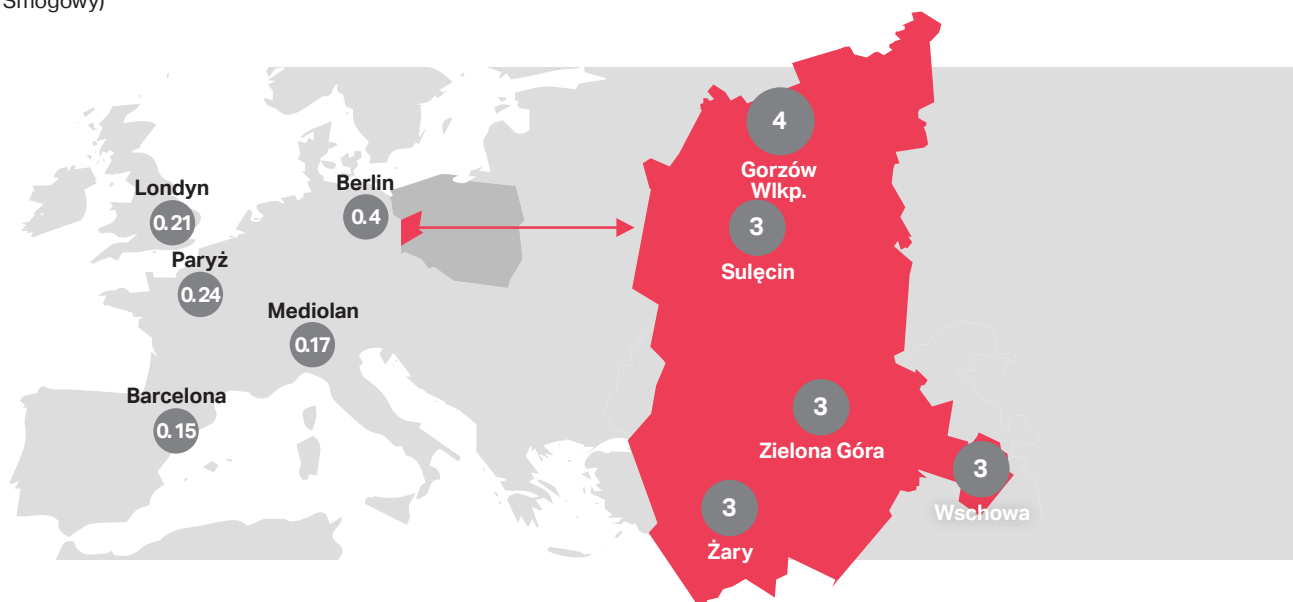 Smogowy)
Londyn
0.21
Berlin
0.4
Paryż
0.24
Mediolan
0.17
Barcelona
0.15
4
Gorzów
Wlkp.
3
Sulęcin
3
Zielona Góra
3
Wschowa
3
Żary